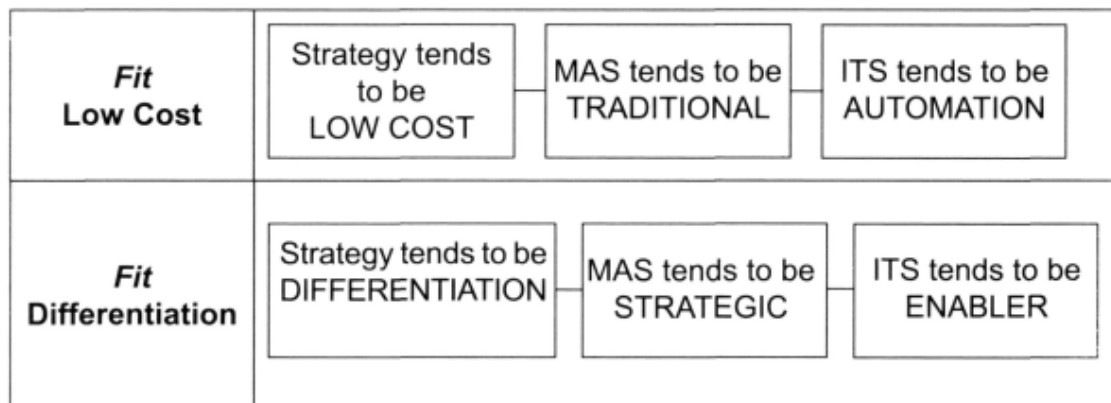 Fit
Low Cost
Strategy tends
to be
LOW COST
MAS tends to be
TRADITIONAL
ITS tends to be
AUTOMATION
Fit
Differentiation
Strategy tends to be
DIFFERENTIATION
MAS tends to be
STRATEGIC
ITS tends to be
ENABLER